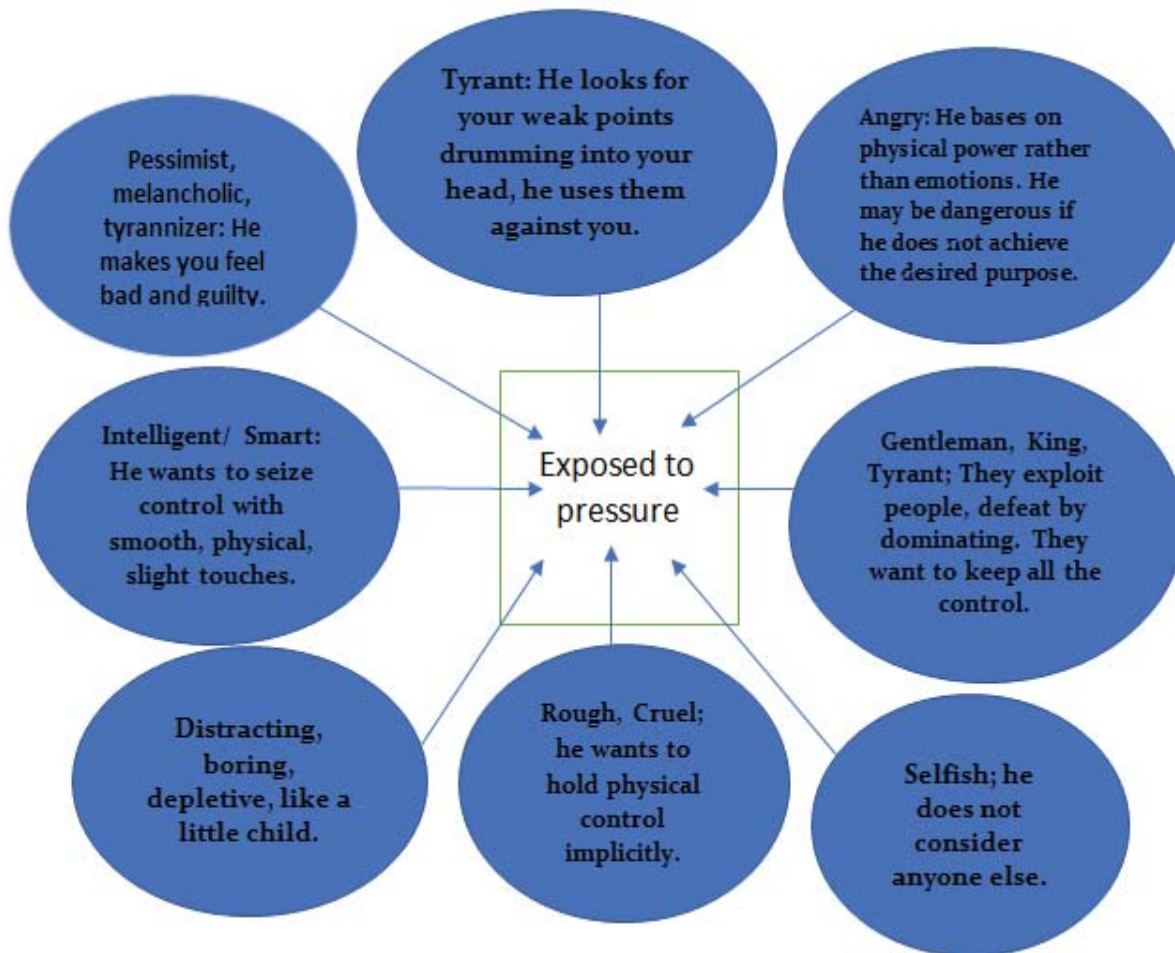 Tyrant: He looks for
your weak points
drumming into your
head, he uses them
against you.
Angry: He bases on
physical power rather
than emotions. He
may be dangerous if
he does not achieve
the desired purpose.
Pessimist,
melancholic,
tyrannizer: He
makes you feel
bad and guilty.
Intelligent/ Smart:
He wants to seize
control with
smooth, physical,
slight touches.
Exposed to
pressure
Gentleman, King,
Tyrant; They exploit
people, defeat by
dominating. They
want to keep all the
control.
Distracting,
boring,
depletive, like a
little child.
Rough, Cruel;
he wants to
hold physical
control
implicitly.
Selfish; he
does not
consider
anyone else.